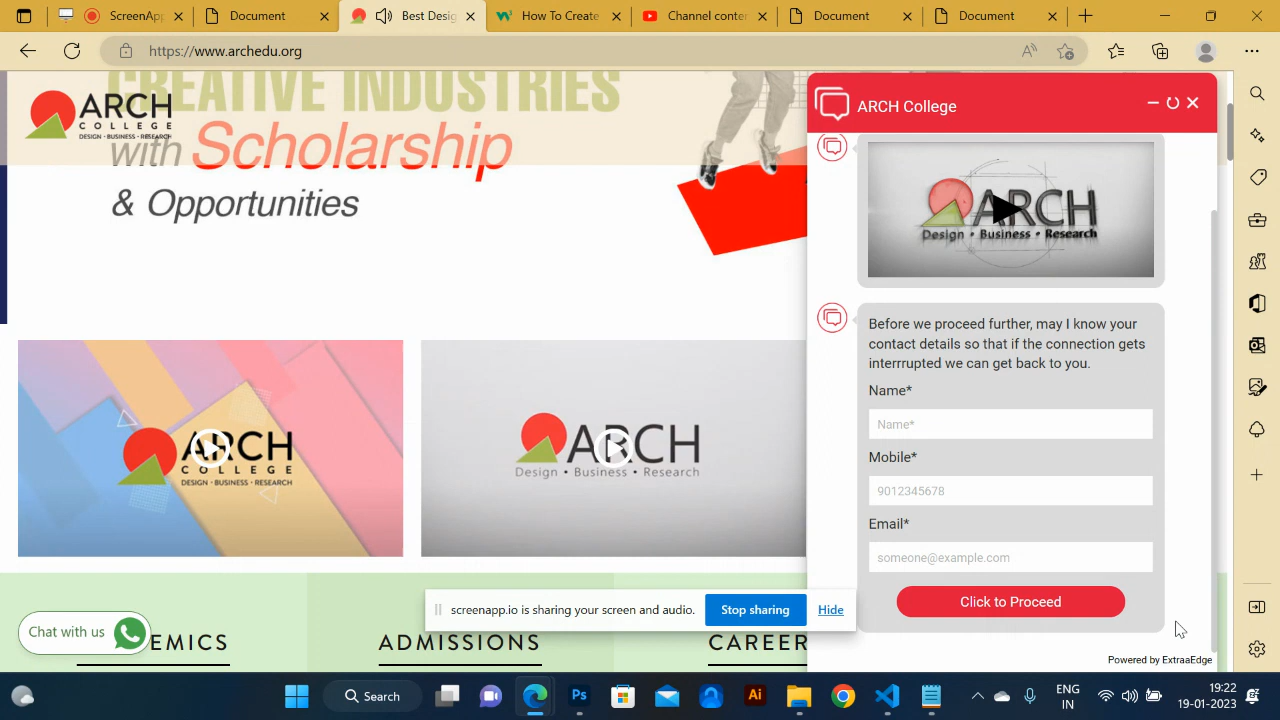 ScreenAp
Document
Best Desig
How To Create
Channel conter
Document
Document
https://www.archedu.org
CREATIVE INDUSTRIES
with Scholarship
& Opportunities
ARCH
COLLEGE
DESIGN • BUSINESS • RESEARCH
ARCH
COLLEGE
DESIGN • BUSINESS • RESEARCH
ARCH
Design • Business • Research
EMICS
ADMISSIONS
CAREER
Chat with us
screenapp.io is sharing your screen and audio.
Stop sharing
Hide
ARCH College
ARCH
Design • Business • Research
Before we proceed further, may I know your
contact details so that if the connection gets
interrrupted we can get back to you.
Name*
Name*
Mobile*
9012345678
Email*
someone@example.com
Click to Proceed
Powered by ExtraaEdge
Search
Ps
Ai
ENG
IN
19:22
19-01-2023